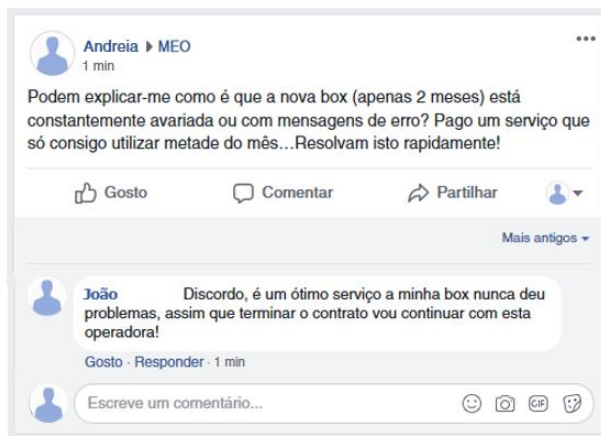 Andreia ▸ MEO
1 min
Podem explicar-me como é que a nova box (apenas 2 meses) está
constantemente avariada ou com mensagens de erro? Pago um serviço que
só consigo utilizar metade do mês…Resolvam isto rapidamente!
Gosto Comentar Partilhar
Mais antigos
João Discordo, é um ótimo serviço a minha box nunca deu
problemas, assim que terminar o contrato vou continuar com esta
operadora!
Gosto · Responder · 1 min
Escreve um comentário... GIF